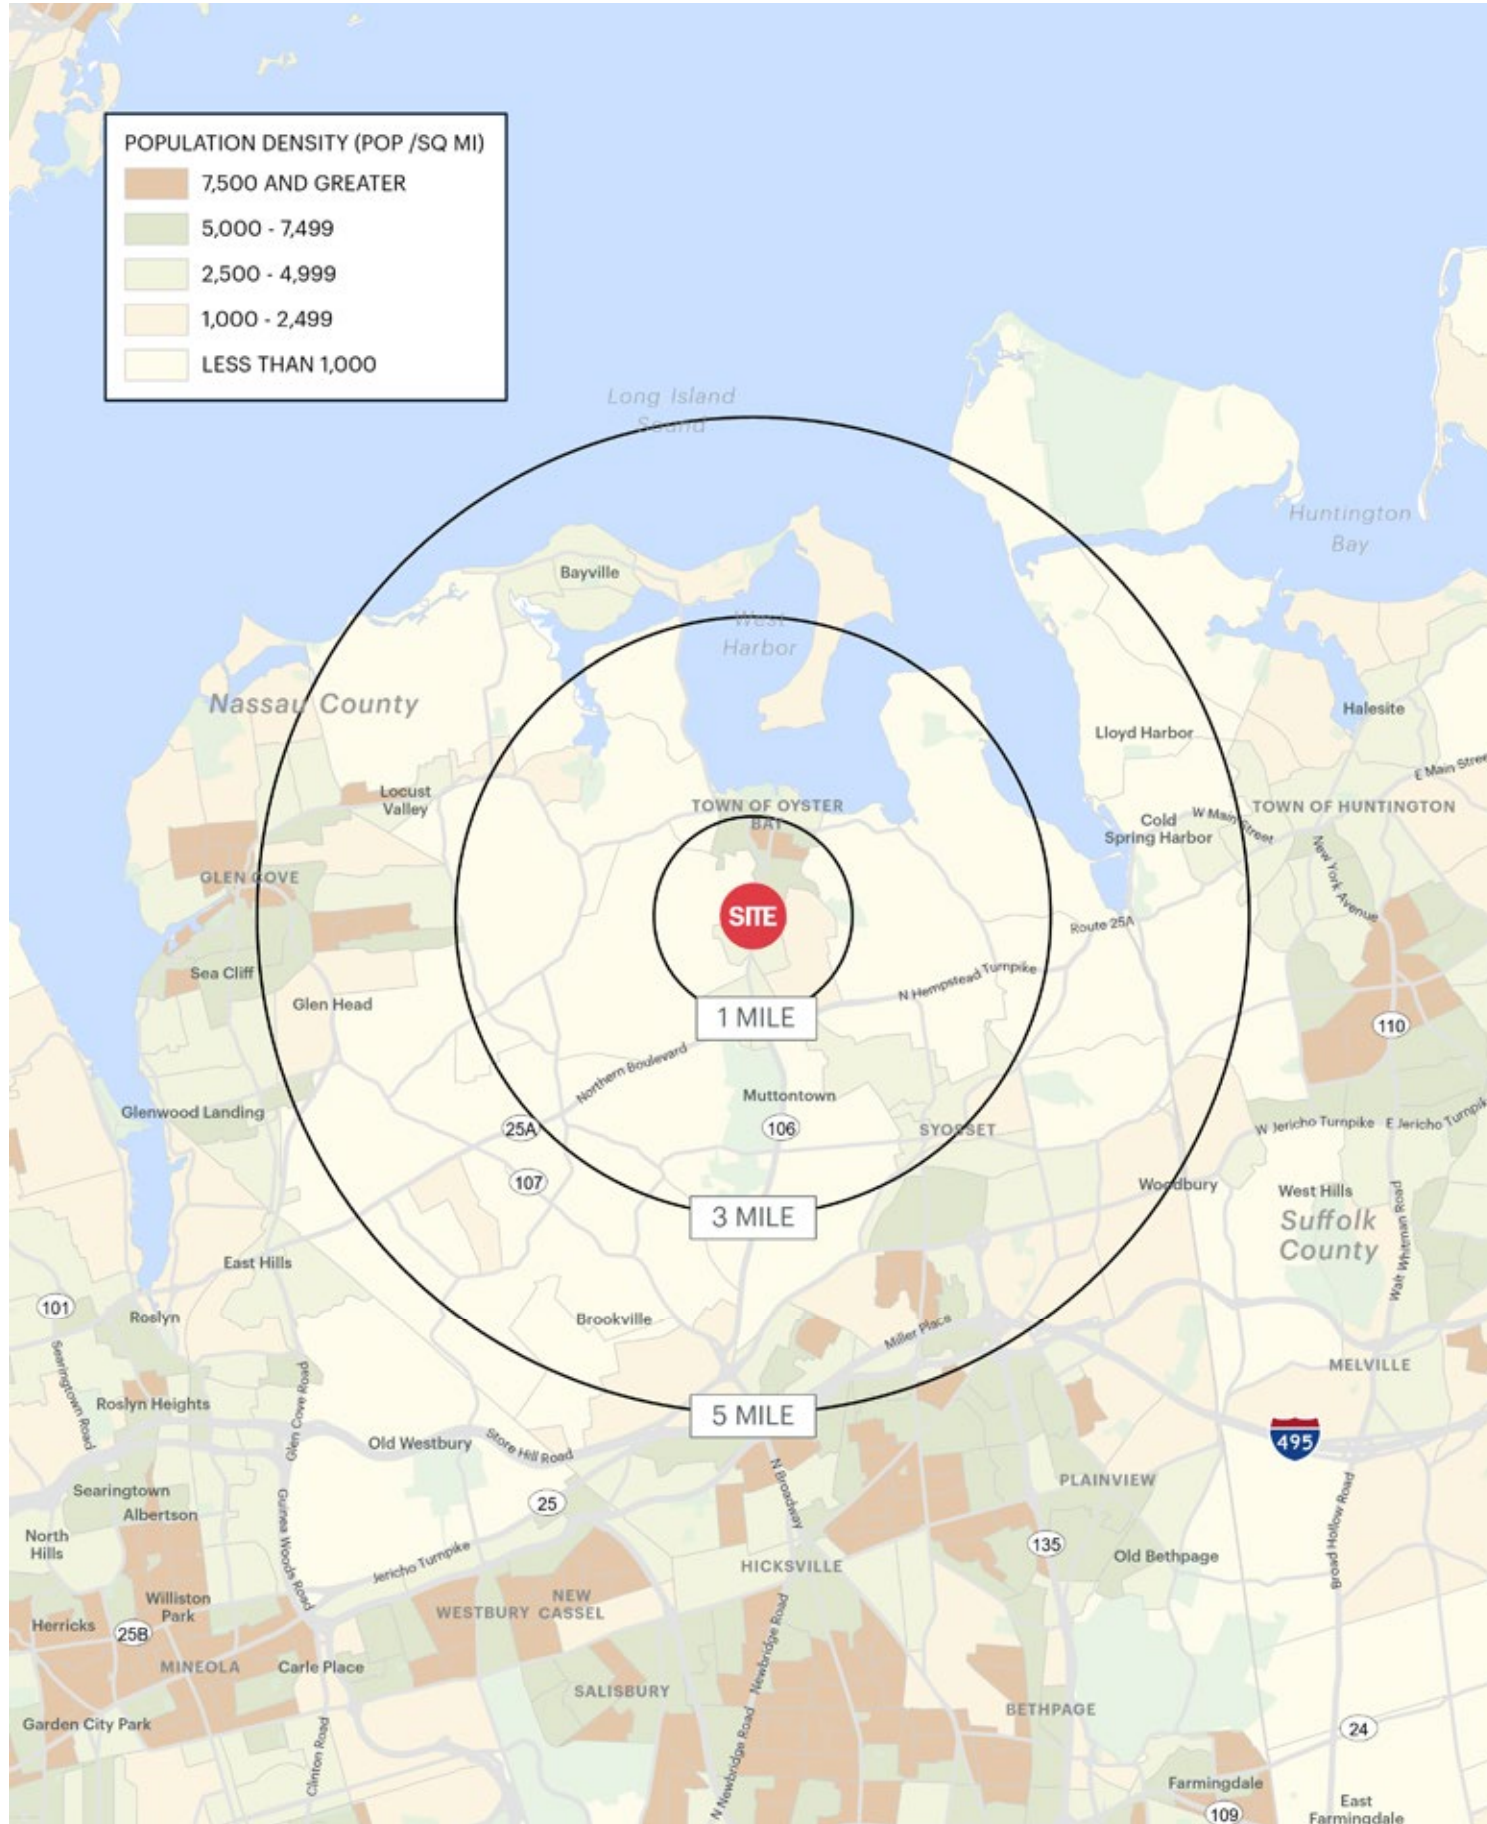 POPULATION DENSITY (POP /SQ MI)
7,500 AND GREATER
5,000 - 7,499
2,500 - 4,999
1,000 - 2,499
LESS THAN 1,000
Long Island
Sound
Huntington
Bay
Bayville
West
Harbor
Nassau County
Halesite
Lloyd Harbor
E Main Stree
Locust
Valley
TOWN OF OYSTER
BAY
Cold
Spring Harbor
W Main Street
TOWN OF HUNTINGTON
New York Avenue
GLEN COVE
SITE
Route 25A
Sea Cliff
N Hempstead Turnpike
Glen Head
1 MILE
110
Northern Boulevard
Muttontown
Glenwood Landing
25A
106
SYOSSET
W Jericho Turnpike
E Jericho Turnpik
107
Woodbury
West Hills
3 MILE
Suffolk
County
Walt Whitman Road
East Hills
101
Roslyn
Brookville
Miller Place
Searingtown Road
MELVILLE
Roslyn Heights
Glen Cove Road
5 MILE
Old Westbury
Store Hill Road
495
N Broadway
PLAINVIEW
Searingtown
Albertson
25
Guinea Woods Road
Broad Hollow Road
North
Hills
135
Old Bethpage
Jericho Turnpike
HICKSVILLE
Williston
Park
NEW
WESTBURY CASSEL
Herricks
25B
Newbridge Road
MINEOLA
Carle Place
SALISBURY
BETHPAGE
Garden City Park
24
Clinton Road
N Newbridge Road
Farmingdale
109
East
Farmingdale